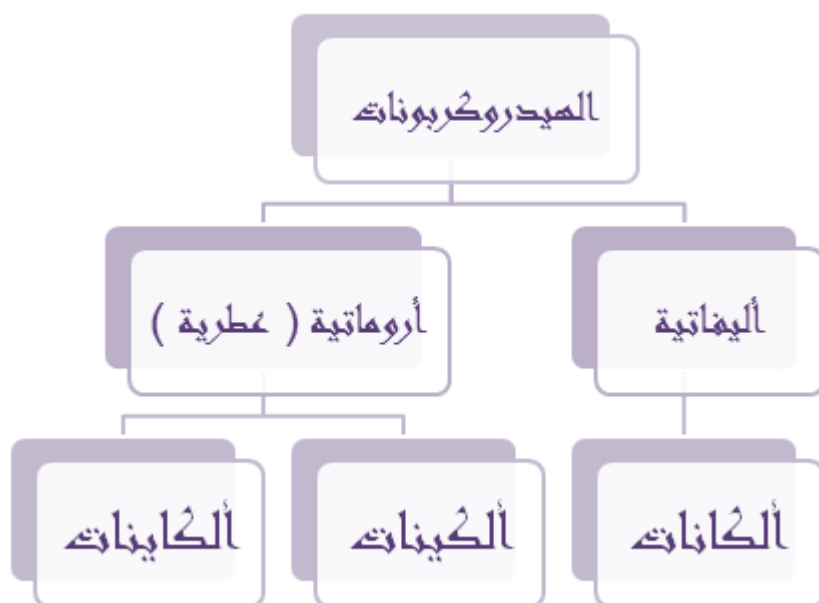 الهيدروكربونات
أليفاتية
أروماتية ( عطرية )
ألكانات
ألكينات
ألكاينات